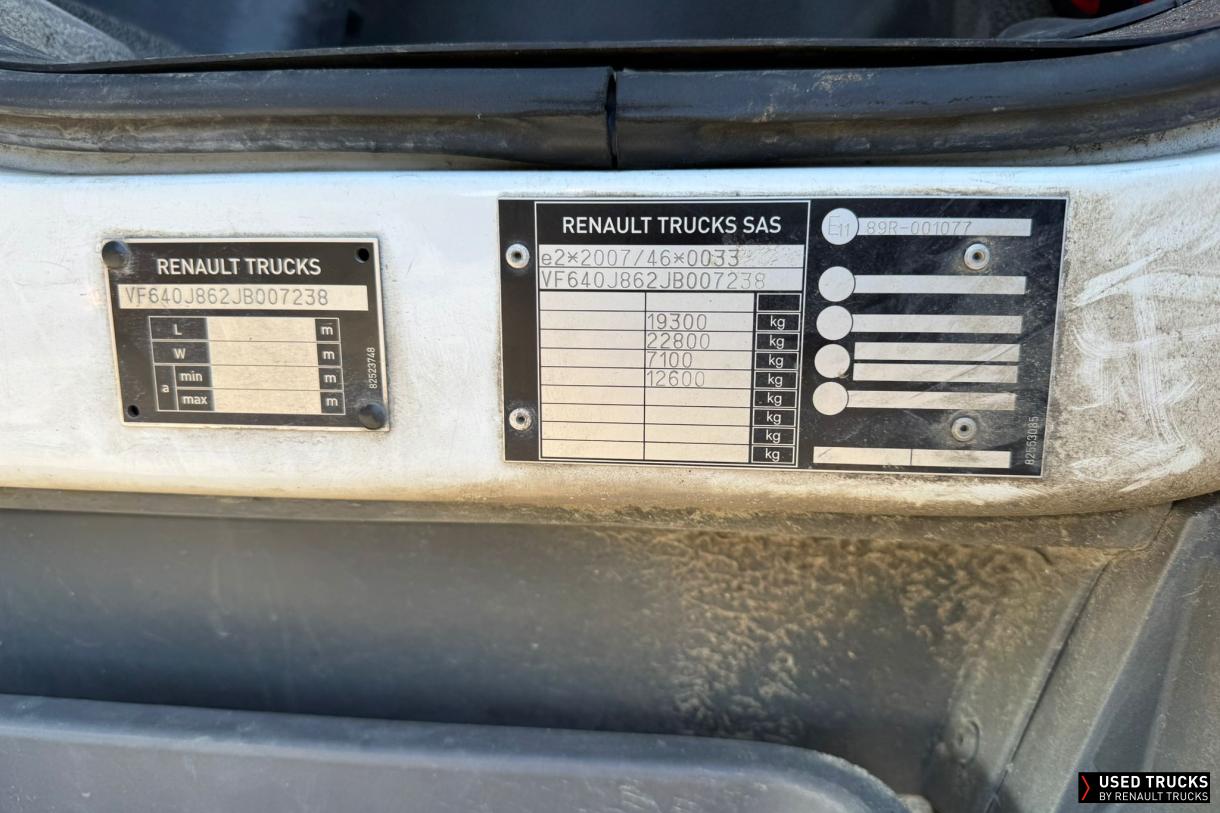 RENAULT TRUCKS
VF640J862JB007238
L m
W m
a min m
max m
82523748
RENAULT TRUCKS SAS
e2*2007/46*0033
VF640J862JB007238
19300 kg
22800 kg
7100 kg
12600 kg
kg
kg
kg
kg
E11 89R-001077
82553085
USED TRUCKS
BY RENAULT TRUCKS